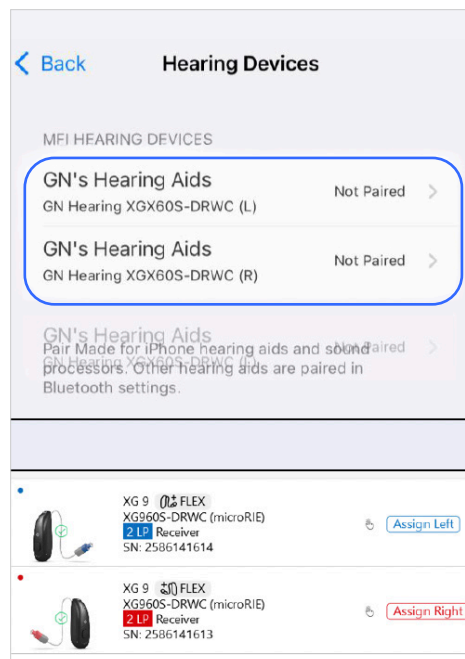 Back
Hearing Devices
MFI HEARING DEVICES
GN's Hearing Aids
GN Hearing XGX60S-DRWC (L)
Not Paired
GN's Hearing Aids
GN Hearing XGX60S-DRWC (R)
Not Paired
GN's Hearing Aids
Pair Made for iPhone hearing aids and sound
processors. Other hearing aids are paired in
Bluetooth settings.
XG 9 FLEX
XG960S-DRWC (microRIE)
2 LP Receiver
SN: 2586141614
Assign Left
XG 9 FLEX
XG960S-DRWC (microRIE)
2 LP Receiver
SN: 2586141613
Assign Right